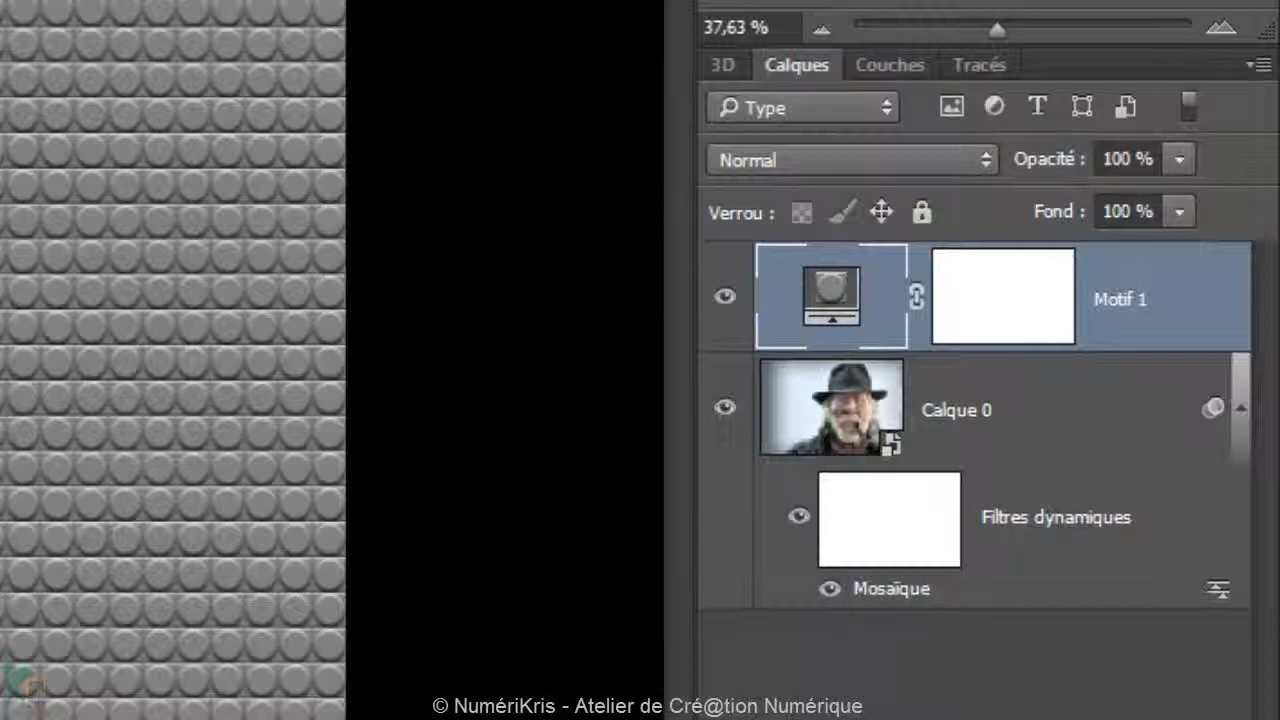 37,63 %
3D Calques Couches Tracés
Type
Normal Opacité : 100 %
Verrou : Fond : 100 %
Motif 1
Calque 0
Filtres dynamiques
Mosaïque
© NumériKris - Atelier de Cré@tion Numérique